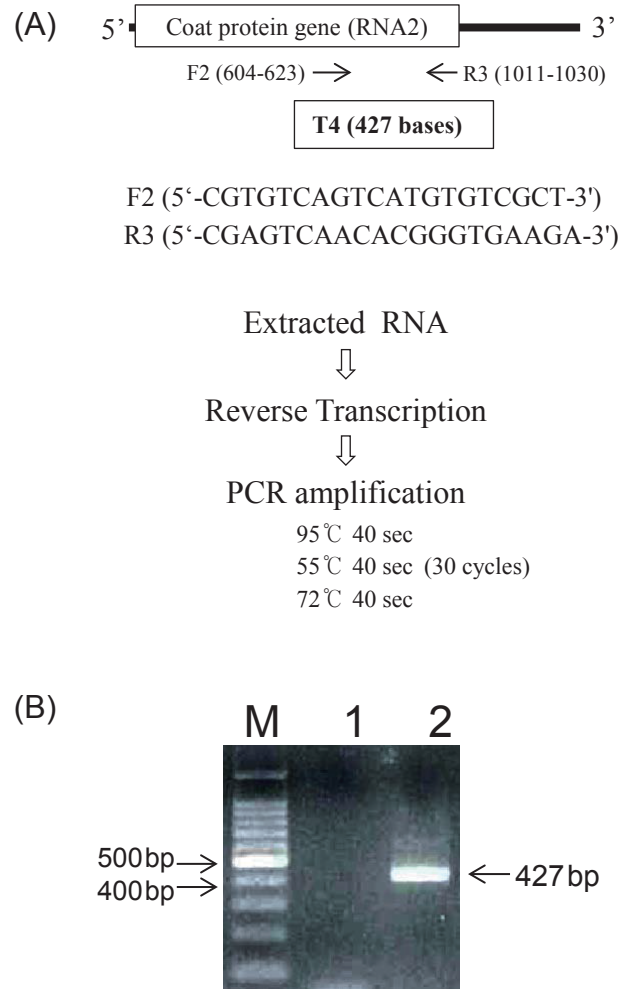 (A)
5' Coat protein gene (RNA2) 3'
F2 (604-623) → ← R3 (1011-1030)
T4 (427 bases)
F2 (5‘-CGTGTCAGTCATGTGTCGCT-3')
R3 (5‘-CGAGTCAACACGGGTGAAGA-3')
Extracted RNA
⇩
Reverse Transcription
⇩
PCR amplification
95℃ 40 sec
55℃ 40 sec (30 cycles)
72℃ 40 sec
(B)
M 1 2
500bp→
400bp→
←427bp